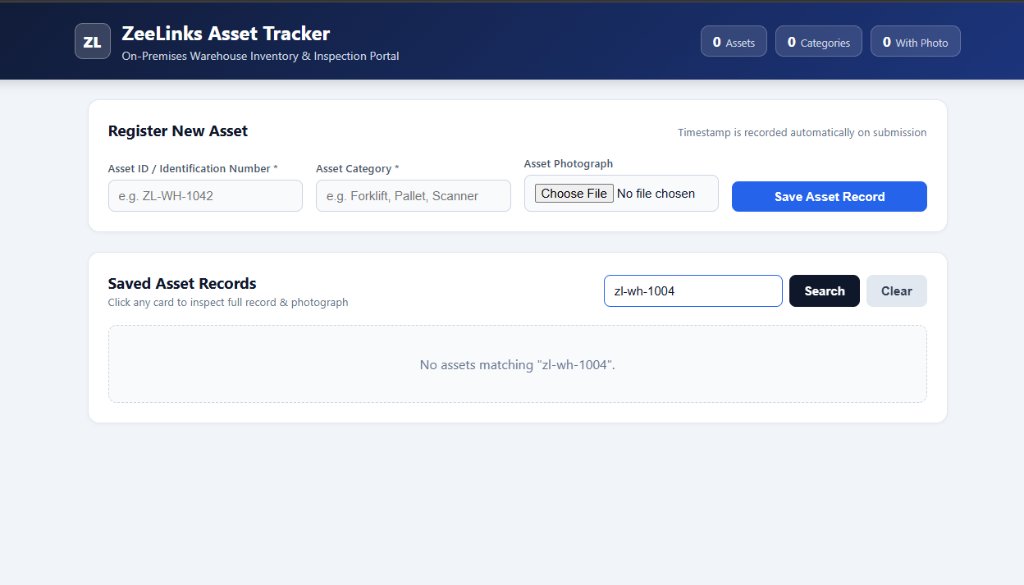 ZL
ZeeLinks Asset Tracker
On-Premises Warehouse Inventory & Inspection Portal
0 Assets
0 Categories
0 With Photo
Register New Asset
Timestamp is recorded automatically on submission
Asset ID / Identification Number *
e.g. ZL-WH-1042
Asset Category *
e.g. Forklift, Pallet, Scanner
Asset Photograph
Choose File No file chosen
Save Asset Record
Saved Asset Records
Click any card to inspect full record & photograph
zl-wh-1004
Search
Clear
No assets matching "zl-wh-1004".